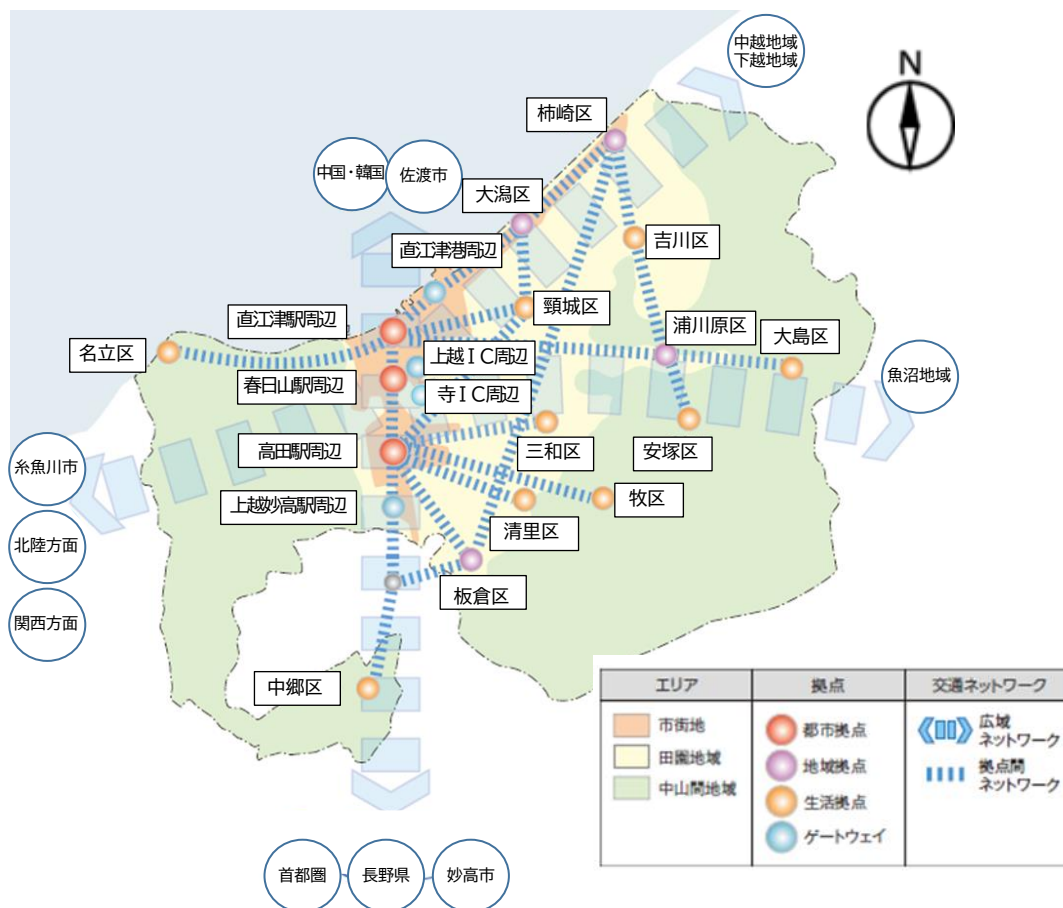 中越地域
下越地域
N
柿崎区
中国・韓国
佐渡市
大潟区
吉川区
直江津港周辺
頸城区
直江津駅周辺
浦川原区
大島区
名立区
上越IC周辺
魚沼地域
春日山駅周辺
寺IC周辺
三和区
安塚区
高田駅周辺
糸魚川市
牧区
上越妙高駅周辺
清里区
北陸方面
板倉区
関西方面
中郷区
エリア
拠点
交通ネットワーク
市街地
田園地域
中山間地域
都市拠点
地域拠点
生活拠点
ゲートウェイ
広域
ネットワーク
拠点間
ネットワーク
首都圏
長野県
妙高市